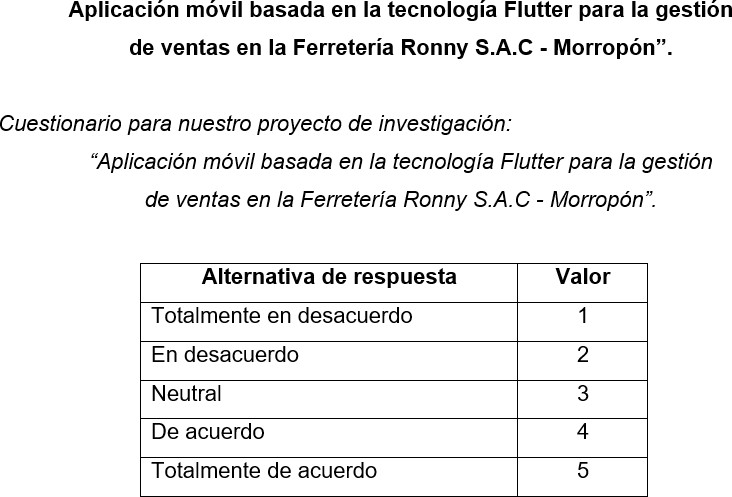 Aplicación móvil basada en la tecnología Flutter para la gestión
de ventas en la Ferretería Ronny S.A.C - Morropón”.
Cuestionario para nuestro proyecto de investigación:
“Aplicación móvil basada en la tecnología Flutter para la gestión
de ventas en la Ferretería Ronny S.A.C - Morropón”.
Alternativa de respuesta Valor
Totalmente en desacuerdo 1
En desacuerdo 2
Neutral 3
De acuerdo 4
Totalmente de acuerdo 5